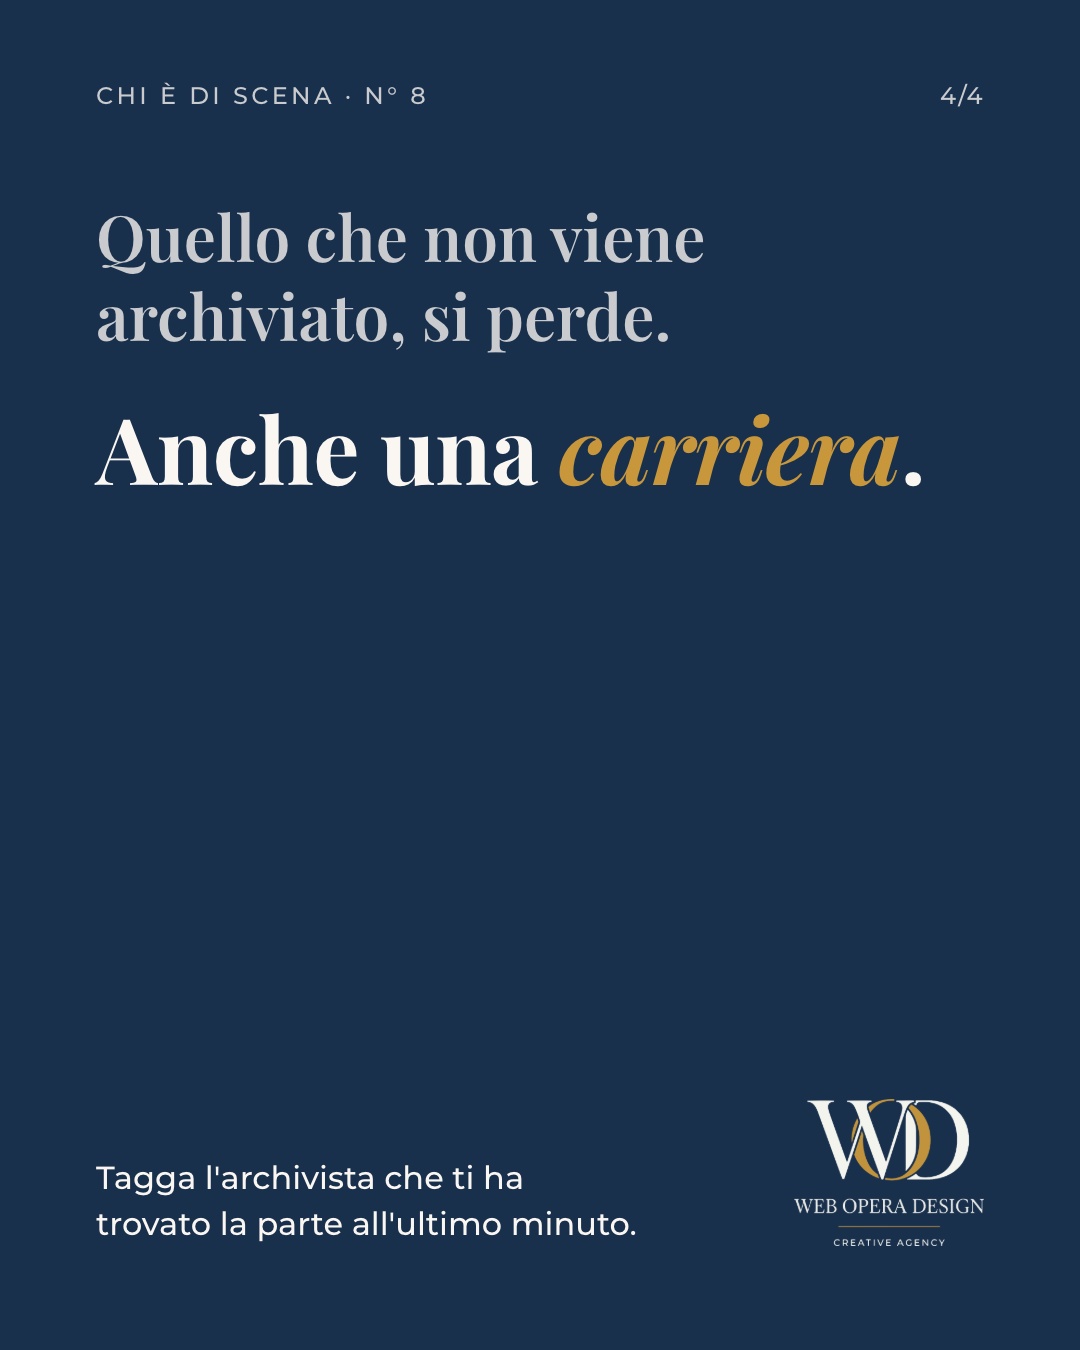 CHI È DI SCENA · N° 8
4/4
Quello che non viene
archiviato, si perde.
Anche una carriera.
Tagga l'archivista che ti ha
trovato la parte all'ultimo minuto.
WOD
WEB OPERA DESIGN
CREATIVE AGENCY